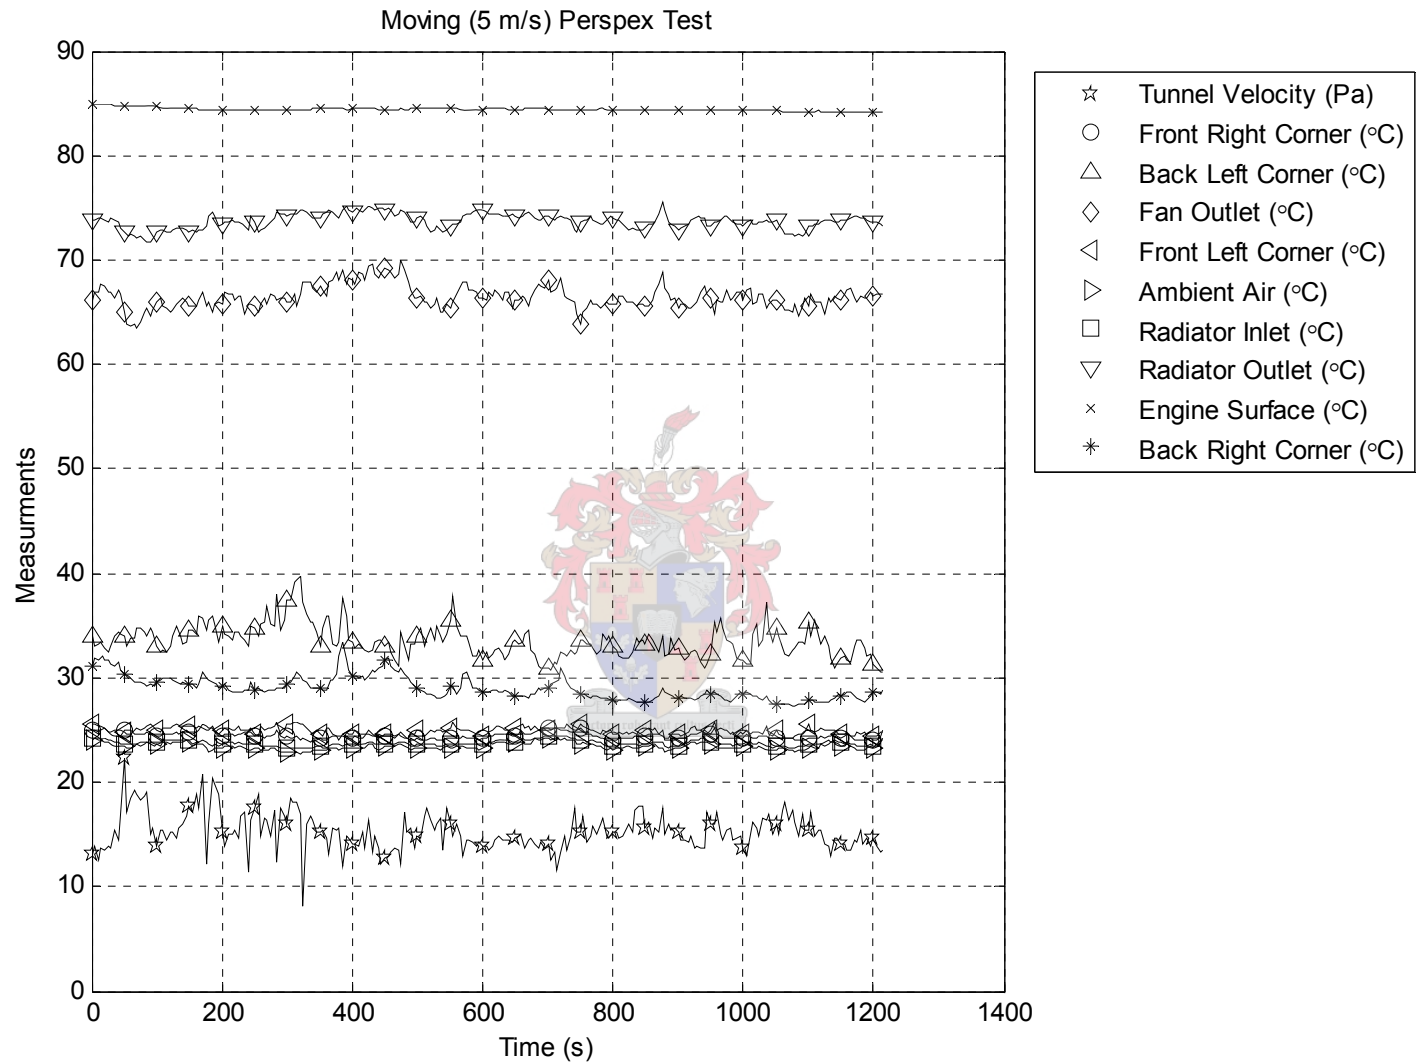 Moving (5 m/s) Perspex Test
90
80
70
60
50
40
30
20
10
0
Measurments
0 200 400 600 800 1000 1200 1400
Time (s)
Tunnel Velocity (Pa)
Front Right Corner (°C)
Back Left Corner (°C)
Fan Outlet (°C)
Front Left Corner (°C)
Ambient Air (°C)
Radiator Inlet (°C)
Radiator Outlet (°C)
Engine Surface (°C)
Back Right Corner (°C)